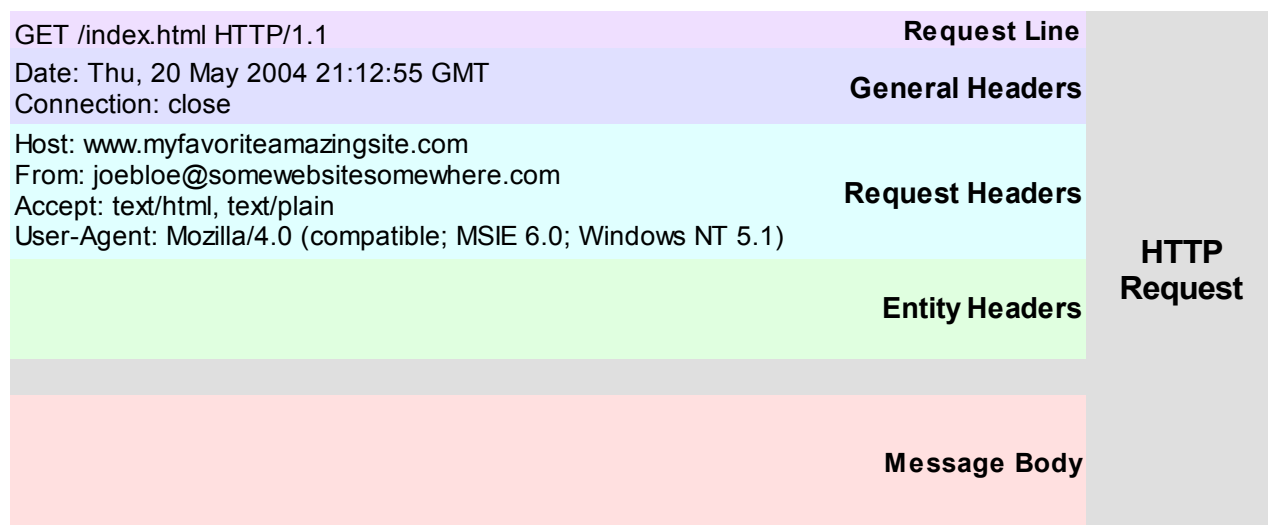 GET /index.html HTTP/1.1
Request Line
Date: Thu, 20 May 2004 21:12:55 GMT
Connection: close
General Headers
Host: www.myfavoriteamazingsite.com
From: joebloe@somewebsitesomewhere.com
Accept: text/html, text/plain
User-Agent: Mozilla/4.0 (compatible; MSIE 6.0; Windows NT 5.1)
Request Headers
Entity Headers
Message Body
HTTP
Request